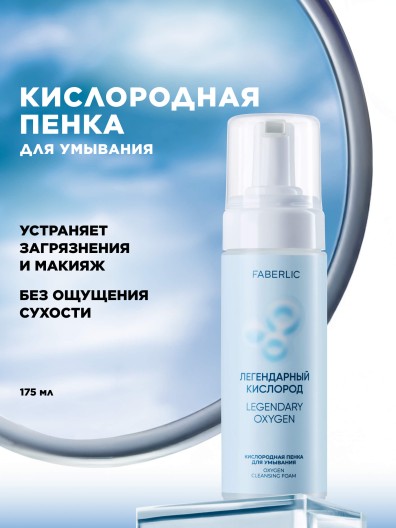 КИСЛОРОДНАЯ
ПЕНКА
ДЛЯ УМЫВАНИЯ
УСТРАНЯЕТ
ЗАГРЯЗНЕНИЯ
И МАКИЯЖ
БЕЗ ОЩУЩЕНИЯ
СУХОСТИ
175 мл
FABERLIC
ЛЕГЕНДАРНЫЙ
КИСЛОРОД
LEGENDARY
OXYGEN
КИСЛОРОДНАЯ ПЕНКА
ДЛЯ УМЫВАНИЯ
OXYGEN
CLEANSING FOAM